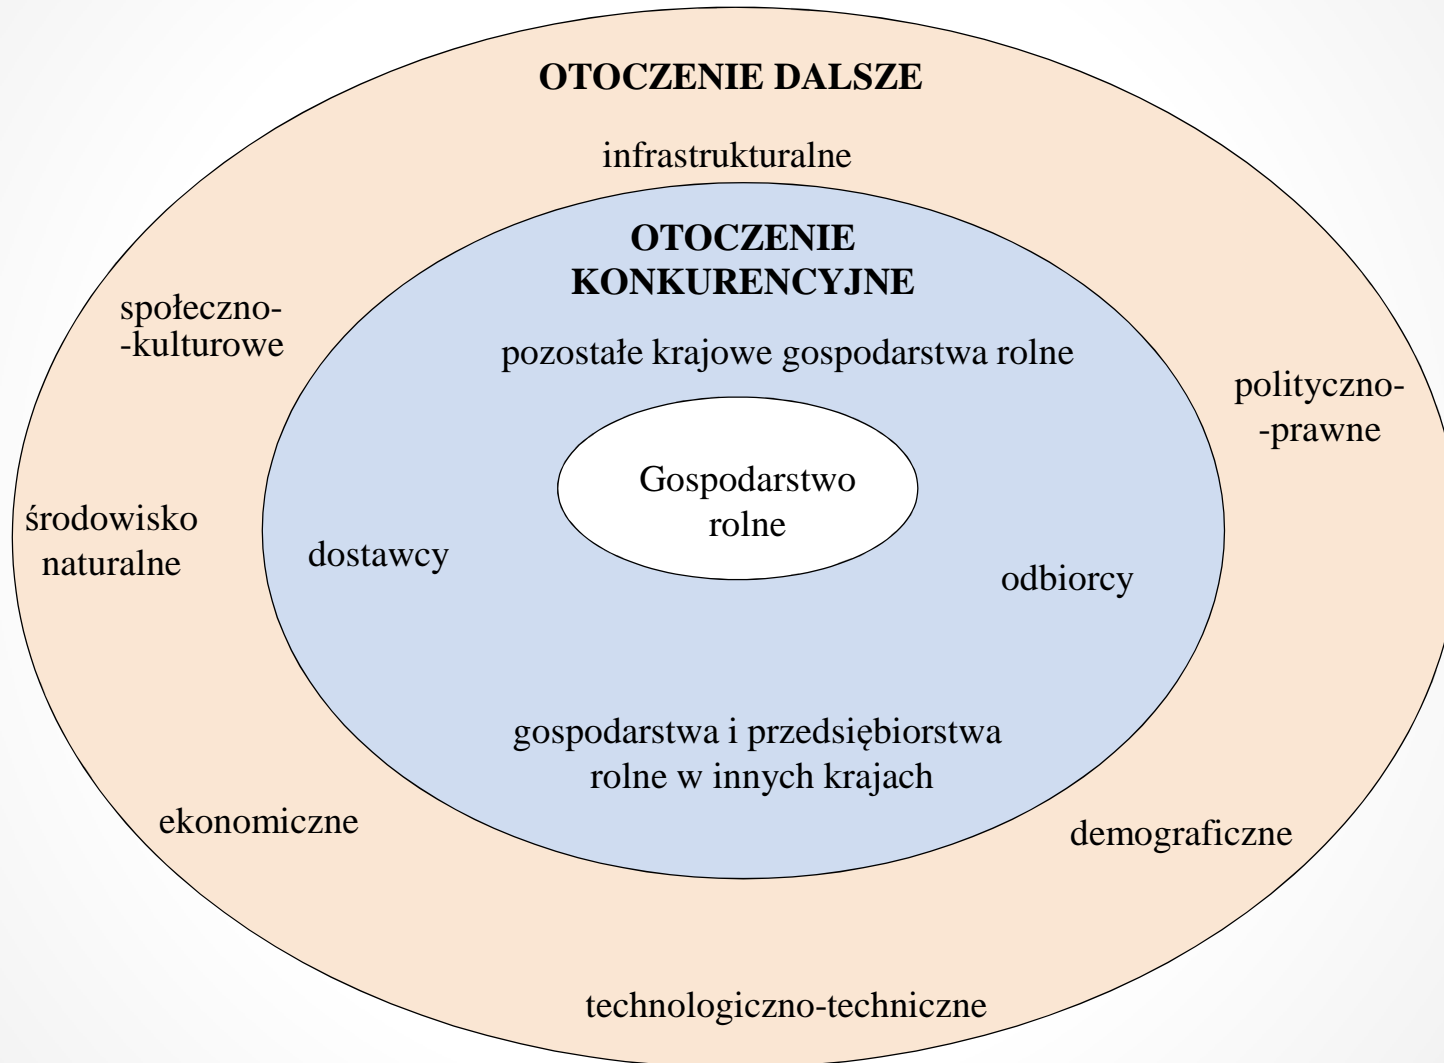 OTOCZENIE DALSZE
infrastrukturalne
OTOCZENIE
KONKURENCYJNE
społeczno-
-kulturowe
pozostałe krajowe gospodarstwa rolne
polityczno-
-prawne
Gospodarstwo
rolne
środowisko
naturalne
dostawcy
odbiorcy
gospodarstwa i przedsiębiorstwa
rolne w innych krajach
ekonomiczne
demograficzne
technologiczno-techniczne